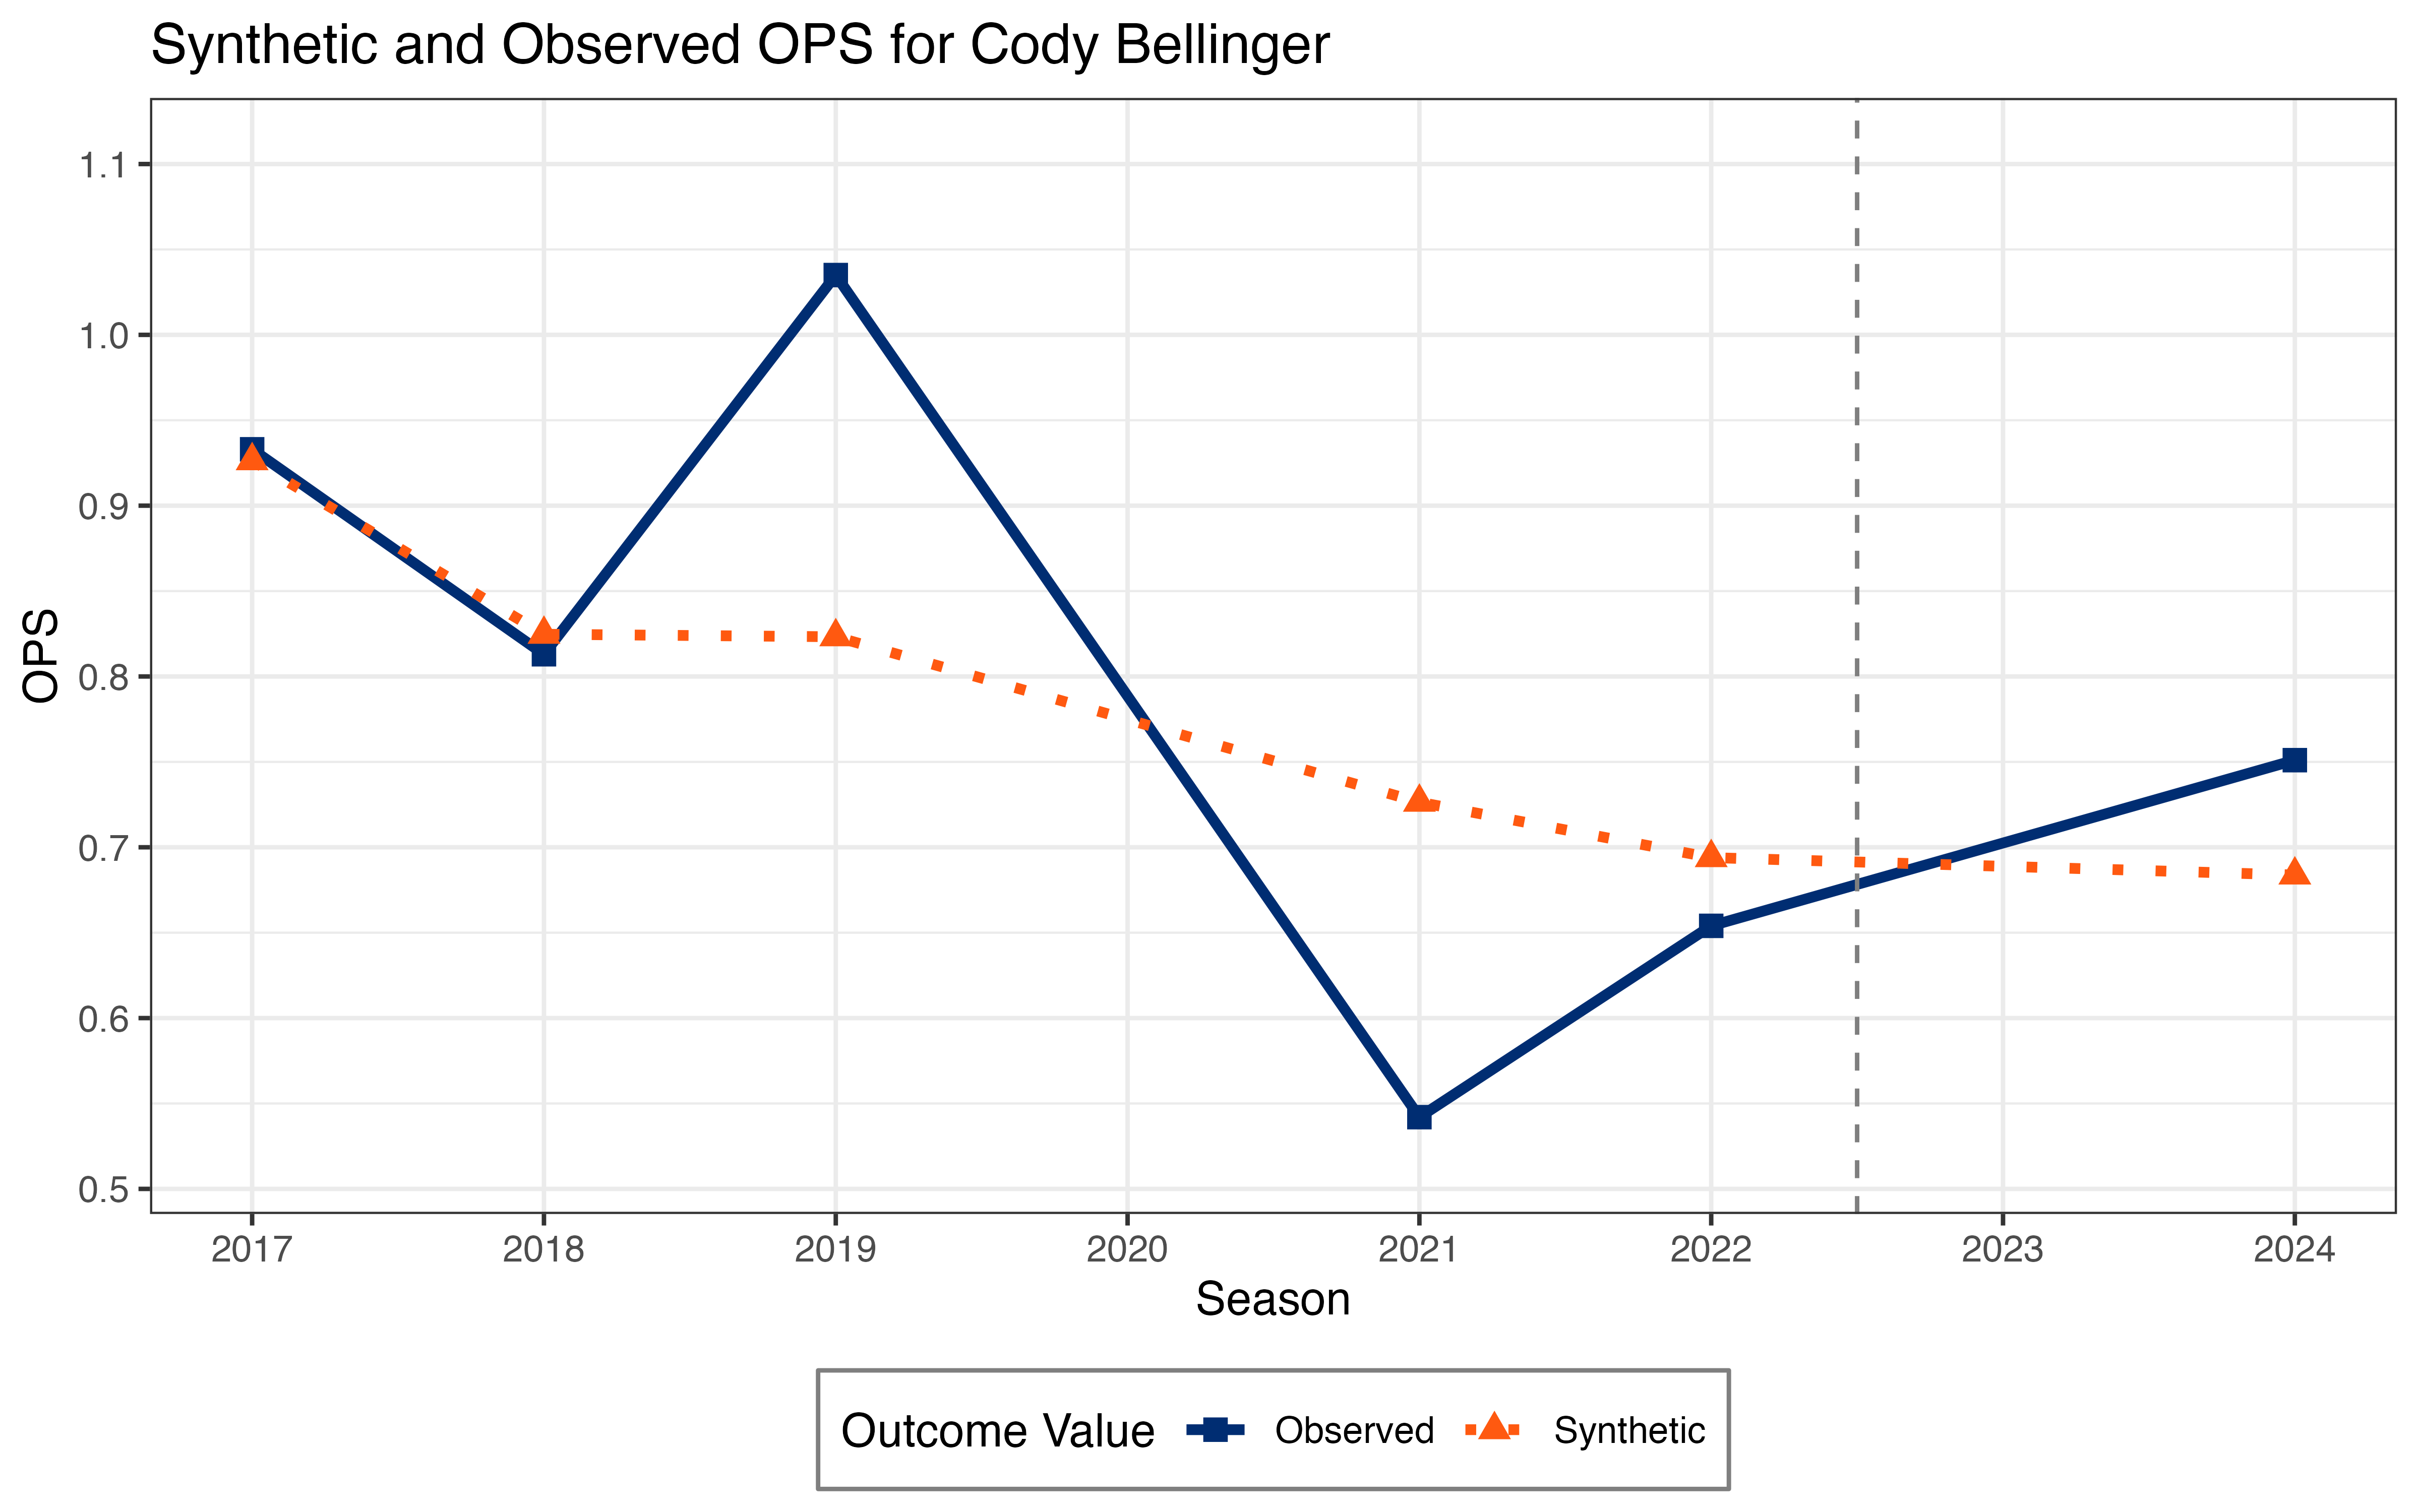 Synthetic and Observed OPS for Cody Bellinger
OPS
1.1
1.0
0.9
0.8
0.7
0.6
0.5
2017 2018 2019 2020 2021 2022 2023 2024
Season
Outcome Value Observed Synthetic